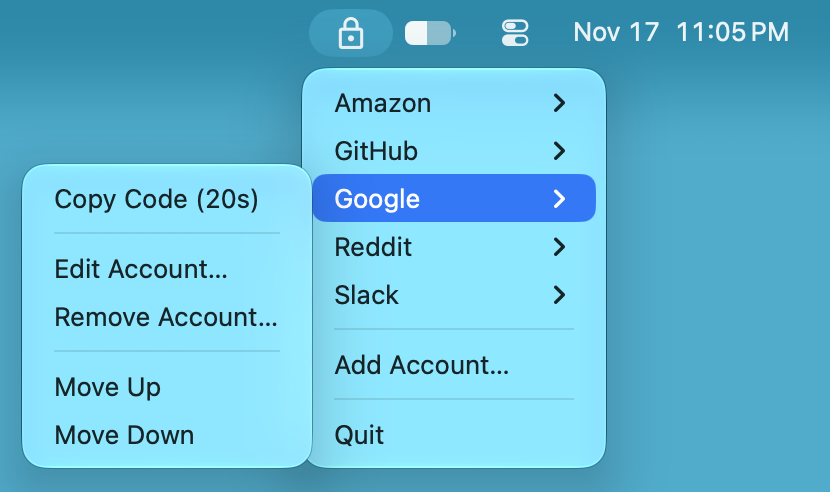 Nov 17 11:05 PM
Amazon
GitHub
Google
Reddit
Slack
Add Account...
Quit
Copy Code (20s)
Edit Account...
Remove Account...
Move Up
Move Down